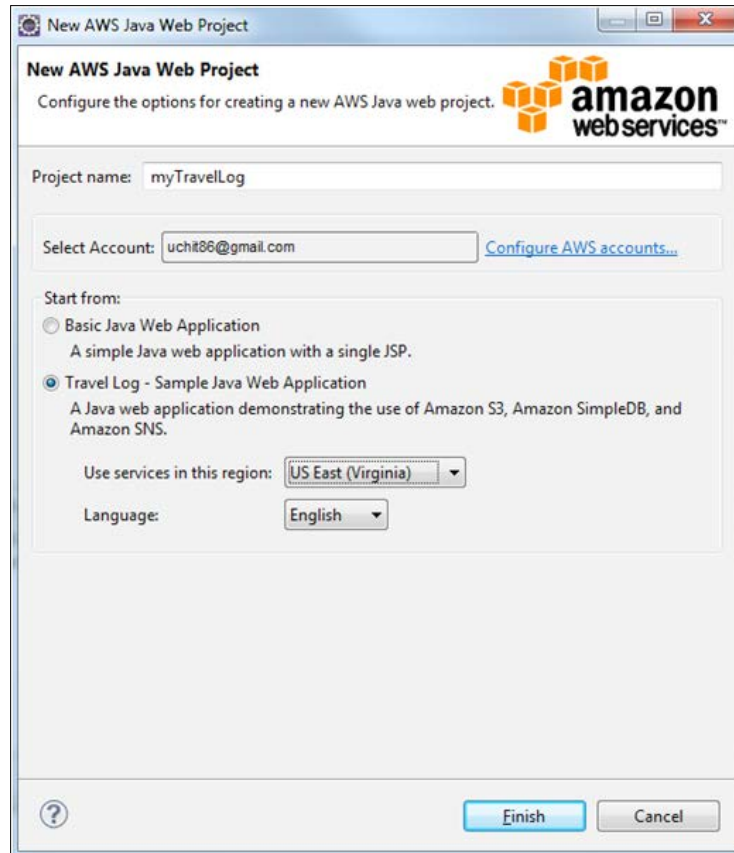 New AWS Java Web Project
New AWS Java Web Project
Configure the options for creating a new AWS Java web project.
amazon
webservices™
Project name: myTravelLog
Select Account: uchit86@gmail.com Configure AWS accounts...
Start from:
Basic Java Web Application
A simple Java web application with a single JSP.
Travel Log - Sample Java Web Application
A Java web application demonstrating the use of Amazon S3, Amazon SimpleDB, and
Amazon SNS.
Use services in this region: US East (Virginia)
Language: English
?
Finish Cancel